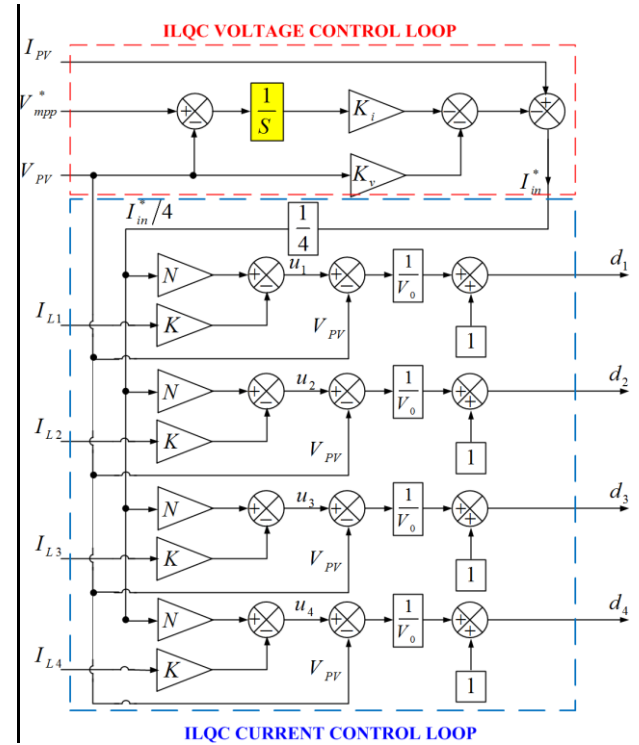 ILQC VOLTAGE CONTROL LOOP
I_PV
V*_mpp
1/S
K_i
V_PV
K_v
I*_in
I*_in/4
1/4
N
u_1
1/V_0
d_1
I_L1
K
V_PV
1
N
u_2
1/V_0
d_2
I_L2
K
V_PV
1
N
u_3
1/V_0
d_3
I_L3
K
V_PV
1
N
u_4
1/V_0
d_4
I_L4
K
V_PV
1
ILQC CURRENT CONTROL LOOP